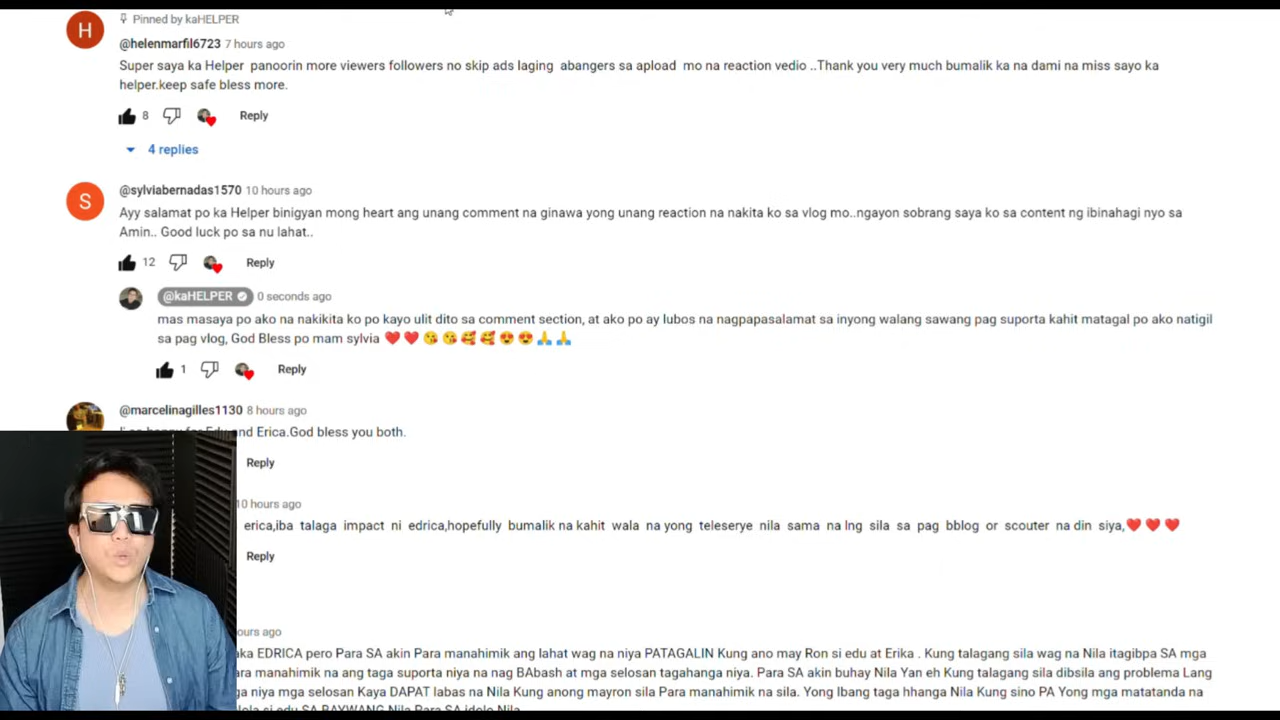 Pinned by kaHELPER
H
@helenmarfil6723 7 hours ago
Super saya ka Helper panoorin more viewers followers no skip ads laging abangers sa apload mo na reaction vedio ..Thank you very much bumalik ka na dami na miss sayo ka
helper.keep safe bless more.
8 Reply
4 replies
S
@sylviabernadas1570 10 hours ago
Ayy salamat po ka Helper binigyan mong heart ang unang comment na ginawa yong unang reaction na nakita ko sa vlog mo..ngayon sobrang saya ko sa content ng ibinahagi nyo sa
Amin.. Good luck po sa nu lahat..
12 Reply
@kaHELPER 0 seconds ago
mas masaya po ako na nakikita ko po kayo ulit dito sa comment section, at ako po ay lubos na nagpapasalamat sa inyong walang sawang pag suporta kahit matagal po ako natigil
sa pag vlog, God Bless po mam sylvia ❤️ ❤️ 😘 😘 🥰 🥰 😍 😍 🙏 🙏
1 Reply
@marcelinagilles1130 8 hours ago
and Erica.God bless you both.
Reply
10 hours ago
erica,iba talaga impact ni edrica,hopefully bumalik na kahit wala na yong teleserye nila sama na lng sila sa pag bblog or scouter na din siya,❤️ ❤️ ❤️
Reply
ours ago
EDRICA pero Para SA akin Para manahimik ang lahat wag na niya PATAGALIN Kung ano may Ron si edu at Erika . Kung talagang sila wag na Nila itagibpa SA mga
manahimik na ang taga suporta niya na nag BAbash at mga selosan tagahanga niya. Para SA akin buhay Nila Yan eh Kung talagang sila dibsila ang problema Lang
niya mga selosan Kaya DAPAT labas na Nila Kung anong mayron sila Para manahimik na sila. Yong Ibang taga hhanga Nila Kung sino PA Yong mga matatanda na
si edu SA BAYWANG Nila Para SA idolo Nila